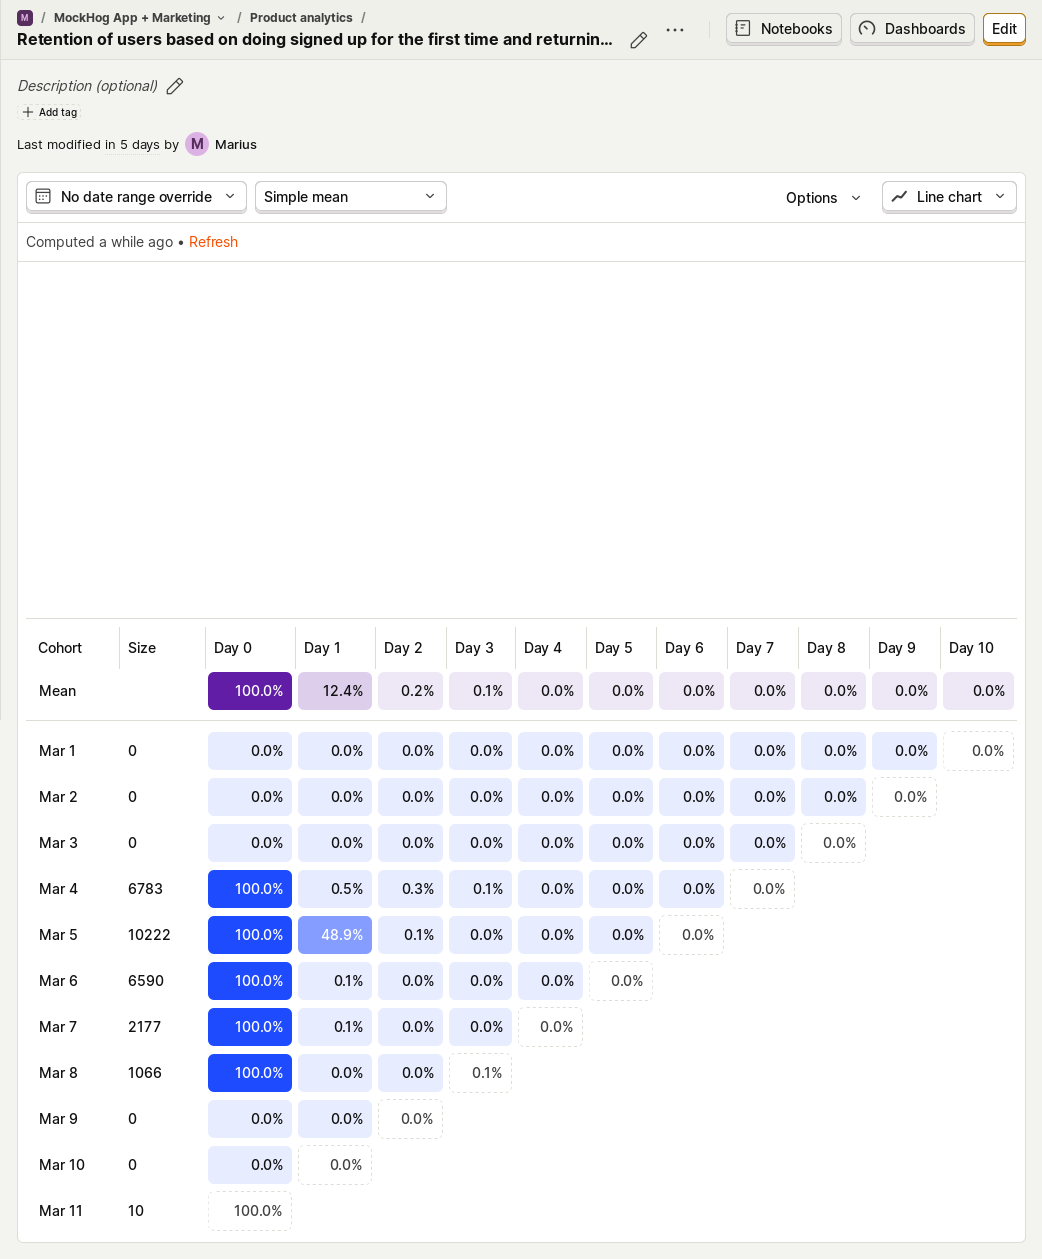 M / MockHog App + Marketing / Product analytics /
Retention of users based on doing signed up for the first time and returnin...
Notebooks Dashboards Edit
Description (optional)
Add tag
Last modified in 5 days by M Marius
No date range override Simple mean Options Line chart
Computed a while ago • Refresh
Cohort Size Day 0 Day 1 Day 2 Day 3 Day 4 Day 5 Day 6 Day 7 Day 8 Day 9 Day 10
Mean 100.0% 12.4% 0.2% 0.1% 0.0% 0.0% 0.0% 0.0% 0.0% 0.0% 0.0%
Mar 1 0 0.0% 0.0% 0.0% 0.0% 0.0% 0.0% 0.0% 0.0% 0.0% 0.0% 0.0%
Mar 2 0 0.0% 0.0% 0.0% 0.0% 0.0% 0.0% 0.0% 0.0% 0.0% 0.0%
Mar 3 0 0.0% 0.0% 0.0% 0.0% 0.0% 0.0% 0.0% 0.0% 0.0%
Mar 4 6783 100.0% 0.5% 0.3% 0.1% 0.0% 0.0% 0.0% 0.0%
Mar 5 10222 100.0% 48.9% 0.1% 0.0% 0.0% 0.0% 0.0%
Mar 6 6590 100.0% 0.1% 0.0% 0.0% 0.0% 0.0%
Mar 7 2177 100.0% 0.1% 0.0% 0.0% 0.0%
Mar 8 1066 100.0% 0.0% 0.0% 0.1%
Mar 9 0 0.0% 0.0% 0.0%
Mar 10 0 0.0% 0.0%
Mar 11 10 100.0%